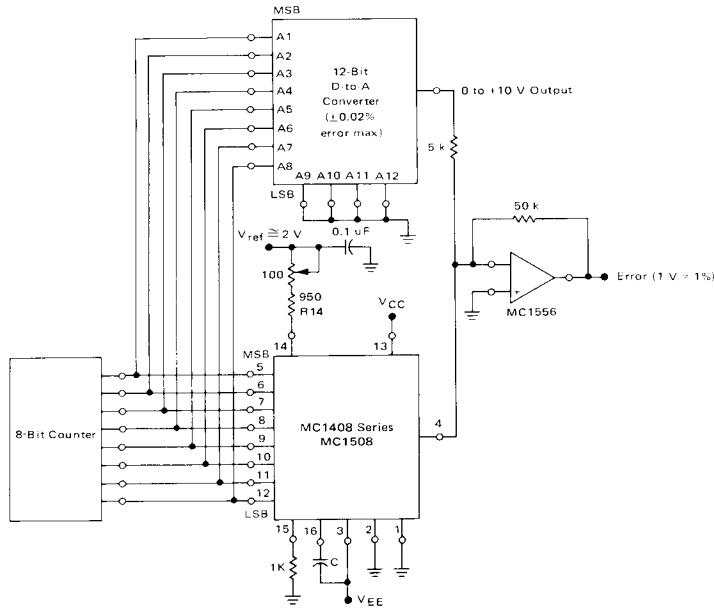 MSB
A1
A2
A3
A4
A5
A6
A7
A8
12-Bit
D-to-A
Converter
(±0.02%
error max)
0 to +10 V Output
5 k
A9 A10 A11 A12
LSB
Vref ≅ 2 V
0.1 uF
50 k
100
950
R14
VCC
Error (1 V = 1%)
+
MC1556
14
13
MSB
5
6
7
8
9
10
11
12
LSB
8-Bit Counter
MC1408 Series
MC1508
4
15
16
3
2
1
1K
C
VEE